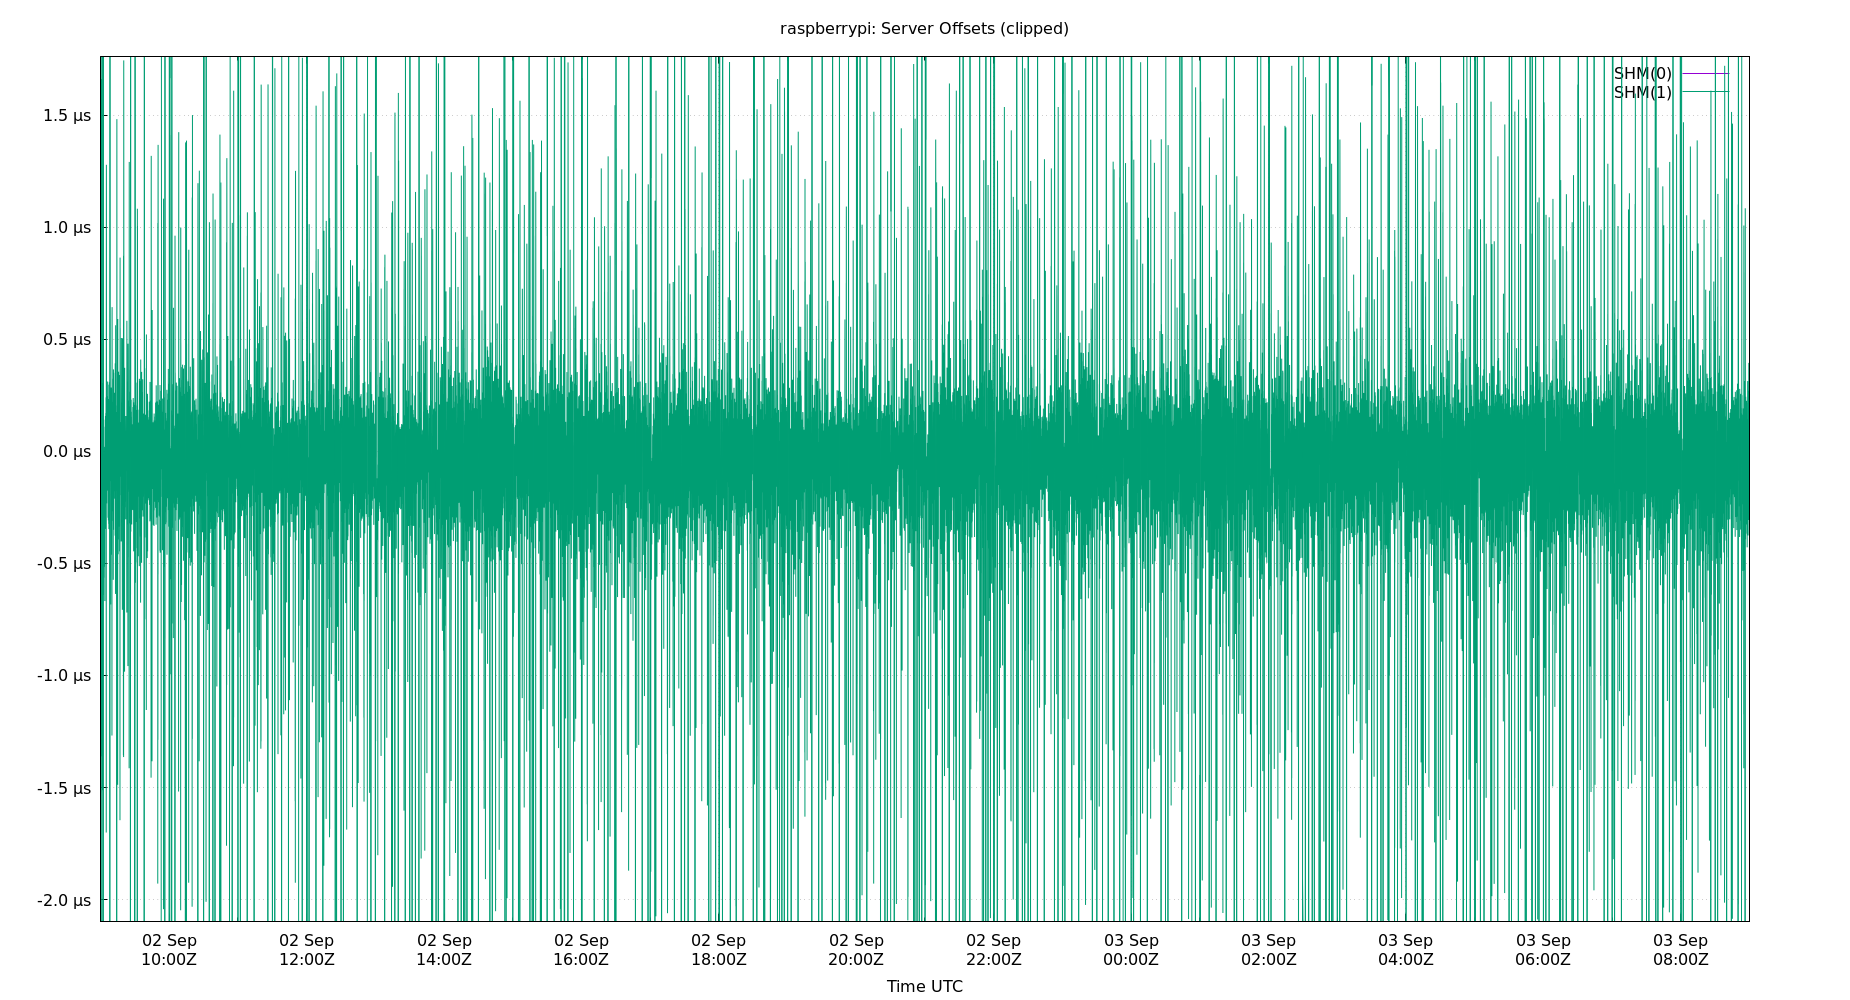 raspberrypi: Server Offsets (clipped)
SHM(0)
SHM(1)
1.5 µs
1.0 µs
0.5 µs
0.0 µs
-0.5 µs
-1.0 µs
-1.5 µs
-2.0 µs
02 Sep 02 Sep 02 Sep 02 Sep 02 Sep 02 Sep 02 Sep 03 Sep 03 Sep 03 Sep 03 Sep 03 Sep
10:00Z 12:00Z 14:00Z 16:00Z 18:00Z 20:00Z 22:00Z 00:00Z 02:00Z 04:00Z 06:00Z 08:00Z
Time UTC